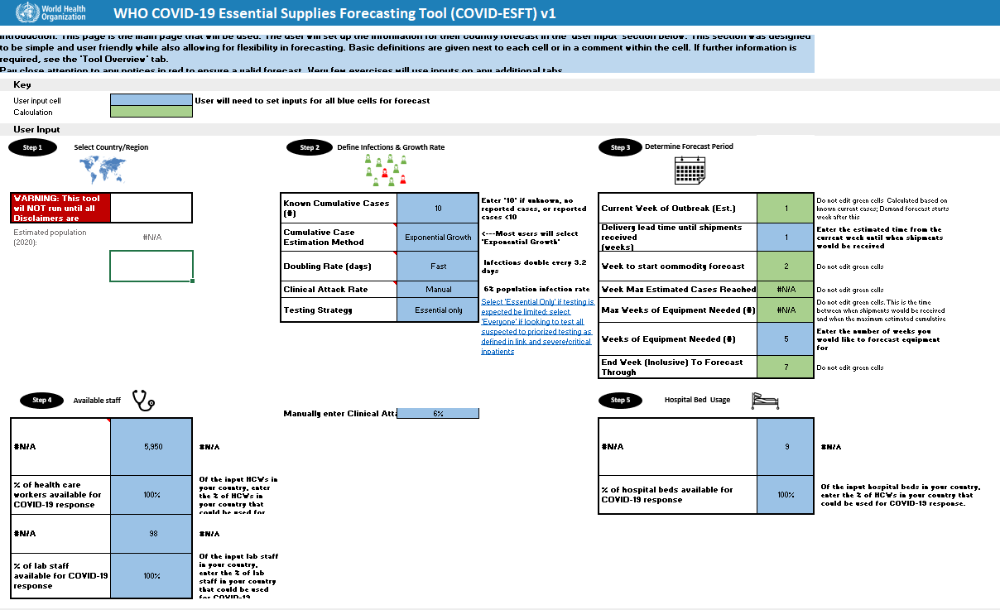 World Health
Organization
WHO COVID-19 Essential Supplies Forecasting Tool (COVID-ESFT) v1
Introduction: This page is the main page that will be used. The user will set up the information for their country forecast in the 'user input' section below. This section was designed
to be simple and user friendly while also allowing for flexibility in forecasting. Basic definitions are given next to each cell or in a comment within the cell. If further information is
required, see the 'Tool Overview' tab.
Pay close attention to any notices in red to ensure a valid forecast. Very few exercises will use inputs on any additional tabs.
Key
User input cell
User will need to set inputs for all blue cells for forecast
Calculation
User Input
Step 1
Select Country/Region
WARNING: This tool
wil NOT run until all
Disclaimers are
Estimated population
(2020):
#N/A
Step 2
Define Infections & Growth Rate
Known Cumulative Cases
(#)
10
Enter '10' if unknown, no
reported cases, or reported
cases <10
Cumulative Case
Estimation Method
Exponential Growth
<---Most users will select
'Exponential Growth'
Doubling Rate (days)
Fast
Infections double every 3.2
days
Clinical Attack Rate
Manual
6% population infection rate
Testing Strategy
Essential only
Select 'Essential Only' if testing is
expected be limited; select
'Everyone' if looking to test all
suspected to priorized testing as
defined in link and severe/critical
inpatients
Manually enter Clinical Atta
6%
Step 3
Determine Forecast Period
Current Week of Outbreak (Est.)
1
Do not edit green cells. Calculated based on
known current cases; Demand forecast starts
week after this
Delivery lead time until shipments
received
(weeks)
1
Enter the estimated time from the
current week until when shipments
would be received
Week to start commodity forecast
2
Do not edit green cells
Week Max Estimated Cases Reached
#N/A
Do not edit green cells
Max Weeks of Equipment Needed (#)
#N/A
Do not edit green cells. This is the time
between when shipments would be received
and when the maximum estimated cumulative
Weeks of Equipment Needed (#)
5
Enter the number of weeks you
would like to forecast equipment
for
End Week (Inclusive) To Forecast
Through
7
Do not edit green cells
Step 4
Available staff
#N/A
5,950
#N/A
% of health care
workers available for
COVID-19 response
100%
Of the input HCWs in
your country, enter
the % of HCWs in
your country that
could be used for
#N/A
98
#N/A
% of lab staff
available for COVID-19
response
100%
Of the input lab staff
in your country,
enter the % of lab
staff in your country
that could be used
for COVID-19
Step 5
Hospital Bed Usage
#N/A
9
#N/A
% of hospital beds available for
COVID-19 response
100%
Of the input hospital beds in your country,
enter the % of HCWs in your country that
could be used for COVID-19 response.